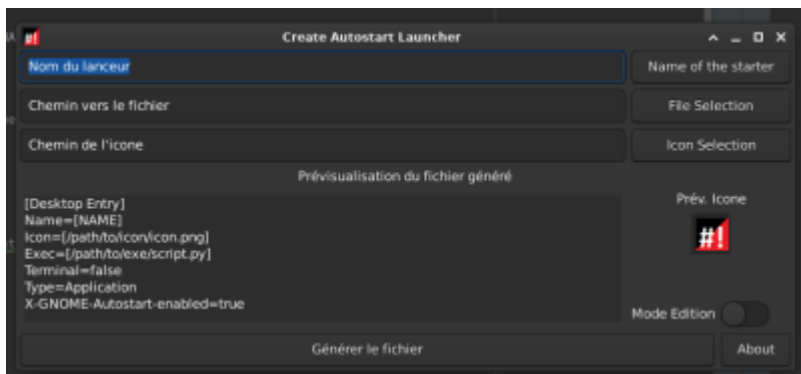 #!
Create Autostart Launcher
Nom du lanceur
Name of the starter
Chemin vers le fichier
File Selection
Chemin de l'icone
Icon Selection
Prévisualisation du fichier généré
[Desktop Entry]
Name=[NAME]
Icon=[/path/to/icon/icon.png]
Exec=[/path/to/exe/script.py]
Terminal=false
Type=Application
X-GNOME-Autostart-enabled=true
Prév. Icone
#!
Mode Edition
Générer le fichier
About